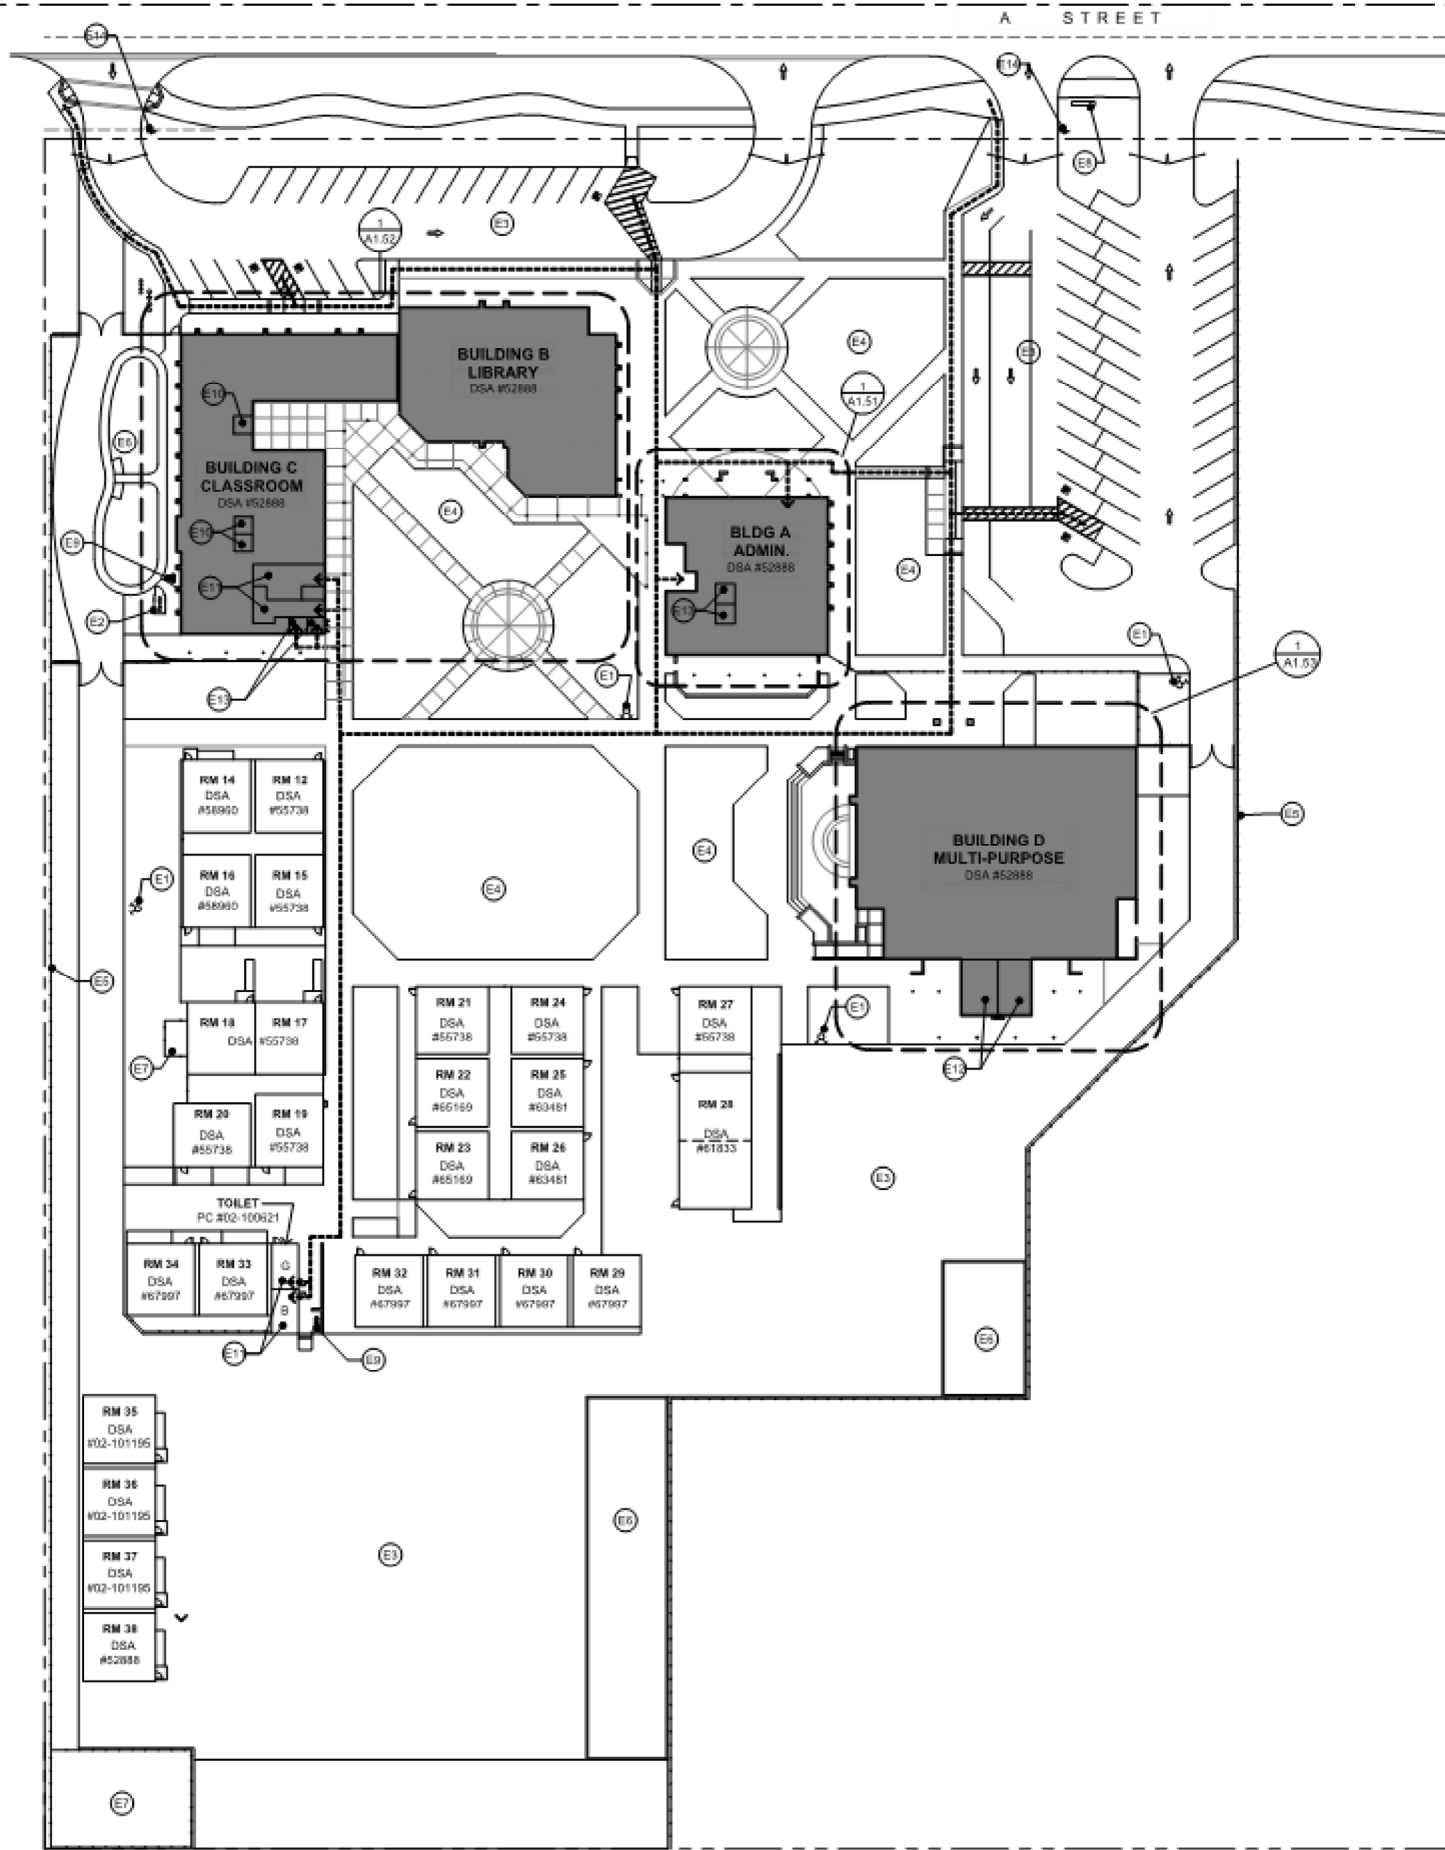 A STREET
E14
E14
E8
E3
1
A1.52
E4
E3
1
A1.51
BUILDING B
LIBRARY
DSA #52888
E10
E6
BUILDING C
CLASSROOM
DSA #52888
E4
E10
E9
E11
E2
BLDG A
ADMIN.
DSA #52888
E4
E12
E1
1
A1.53
E1
E13
RM 14
DSA
#58960
RM 12
DSA
#55738
RM 16
DSA
#58960
RM 15
DSA
#55738
E1
E4
E4
BUILDING D
MULTI-PURPOSE
DSA #52888
E5
E5
RM 18
RM 17
DSA #55738
E7
RM 20
DSA
#55738
RM 19
DSA
#55738
RM 21
DSA
#55738
RM 24
DSA
#55738
RM 22
DSA
#65169
RM 25
DSA
#63481
RM 23
DSA
#65169
RM 26
DSA
#63481
RM 27
DSA
#55738
RM 28
DSA
#61833
E1
E12
E3
TOILET
PC #02-100621
RM 34
DSA
#67997
RM 33
DSA
#67997
G
B
RM 32
DSA
#67997
RM 31
DSA
#67997
RM 30
DSA
#67997
RM 29
DSA
#67997
E11
E9
E6
RM 35
DSA
#02-101195
RM 36
DSA
#02-101195
RM 37
DSA
#02-101195
RM 38
DSA
#52888
E3
E6
E7